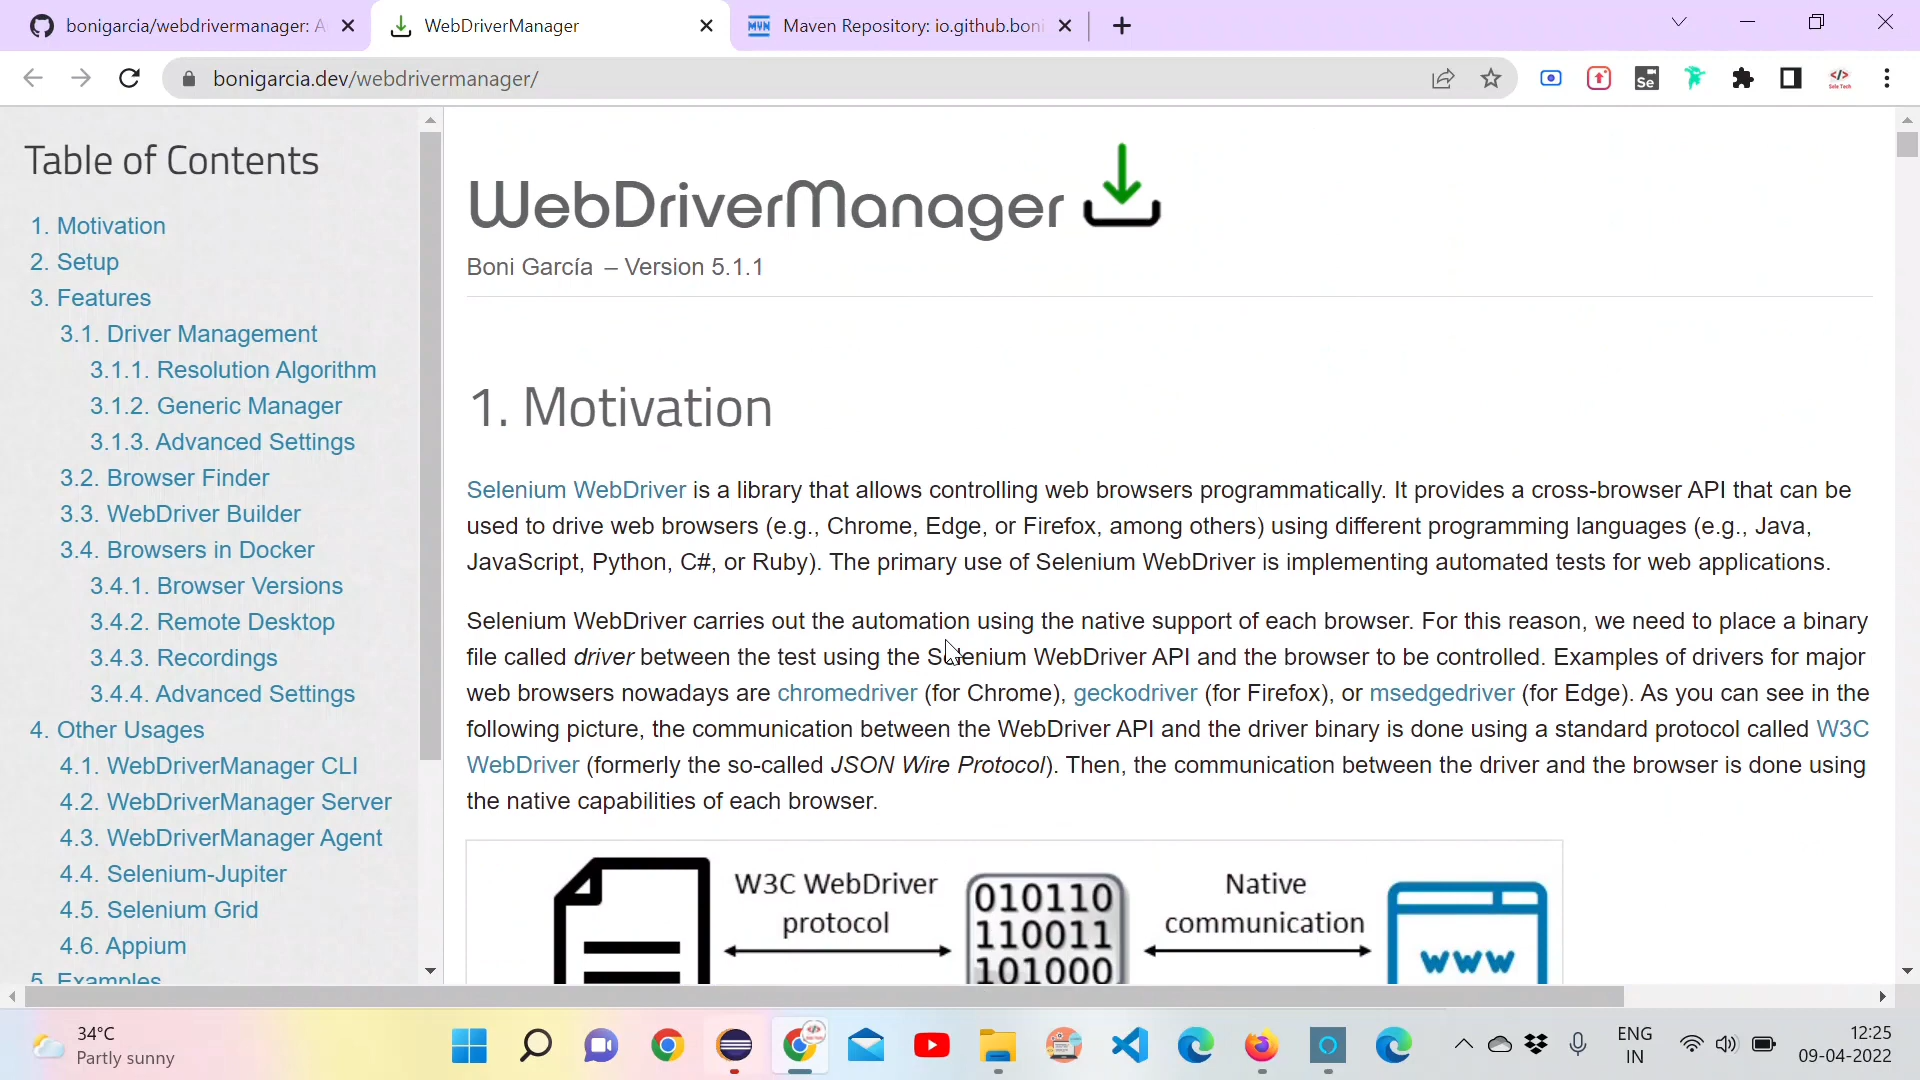 bonigarcia/webdrivermanager: A
WebDriverManager
MVN
Maven Repository: io.github.boni
bonigarcia.dev/webdrivermanager/
Se
</>
Table of Contents
1. Motivation
2. Setup
3. Features
3.1. Driver Management
3.1.1. Resolution Algorithm
3.1.2. Generic Manager
3.1.3. Advanced Settings
3.2. Browser Finder
3.3. WebDriver Builder
3.4. Browsers in Docker
3.4.1. Browser Versions
3.4.2. Remote Desktop
3.4.3. Recordings
3.4.4. Advanced Settings
4. Other Usages
4.1. WebDriverManager CLI
4.2. WebDriverManager Server
4.3. WebDriverManager Agent
4.4. Selenium-Jupiter
4.5. Selenium Grid
4.6. Appium
5. Examples
WebDriverManager
Boni García – Version 5.1.1
1. Motivation
Selenium WebDriver is a library that allows controlling web browsers programmatically. It provides a cross-browser API that can be
used to drive web browsers (e.g., Chrome, Edge, or Firefox, among others) using different programming languages (e.g., Java,
JavaScript, Python, C#, or Ruby). The primary use of Selenium WebDriver is implementing automated tests for web applications.
Selenium WebDriver carries out the automation using the native support of each browser. For this reason, we need to place a binary
file called driver between the test using the Selenium WebDriver API and the browser to be controlled. Examples of drivers for major
web browsers nowadays are chromedriver (for Chrome), geckodriver (for Firefox), or msedgedriver (for Edge). As you can see in the
following picture, the communication between the WebDriver API and the driver binary is done using a standard protocol called W3C
WebDriver (formerly the so-called JSON Wire Protocol). Then, the communication between the driver and the browser is done using
the native capabilities of each browser.
W3C WebDriver
protocol
010110
110011
101000
Native
communication
www
34°C
Partly sunny
ENG
IN
12:25
09-04-2022